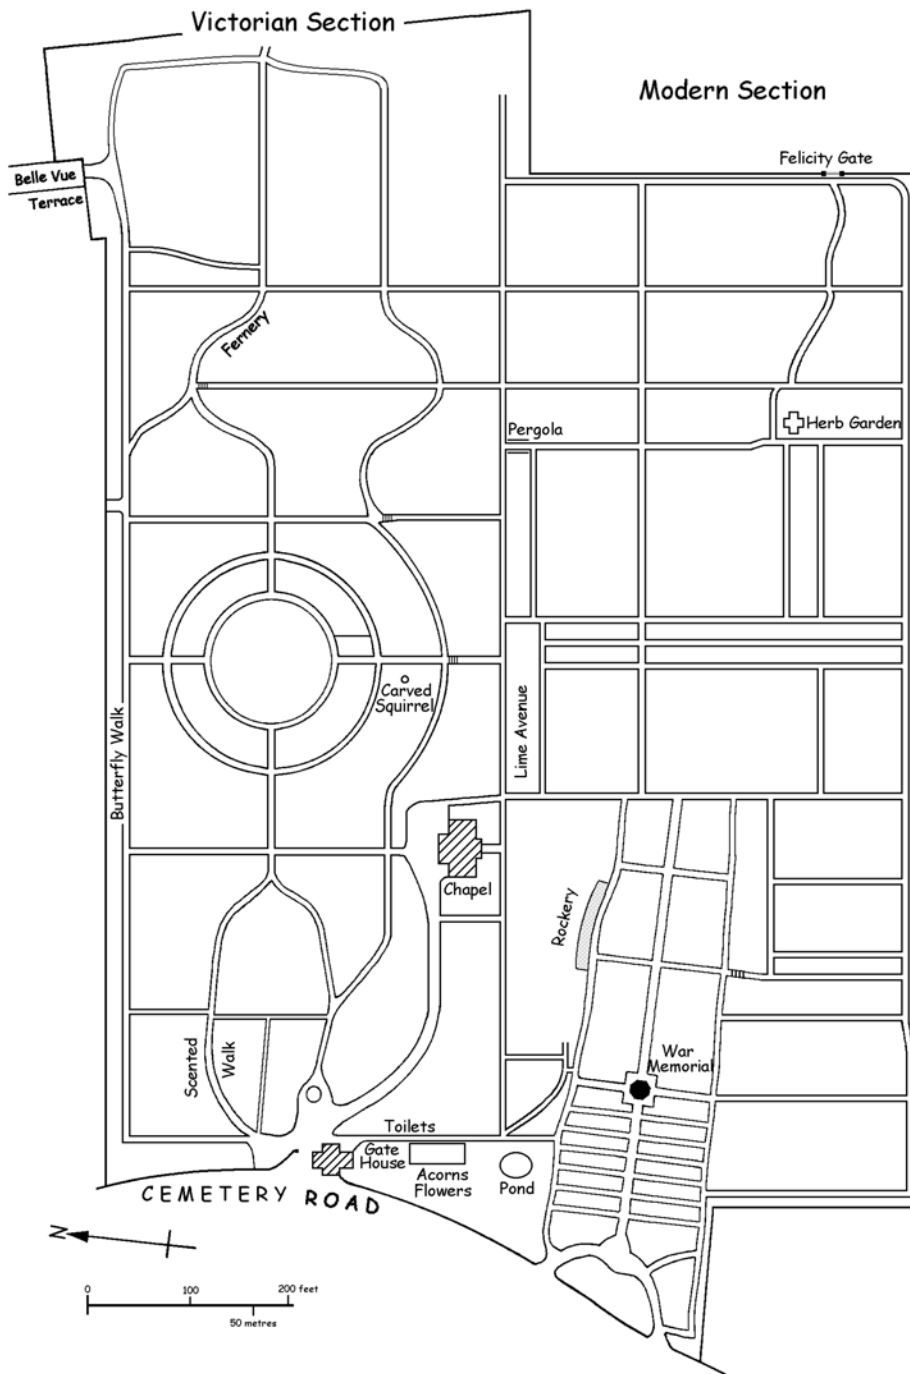 Victorian Section
Modern Section
Felicity Gate
Belle Vue
Terrace
Fernery
Pergola
Herb Garden
Carved
Squirrel
Butterfly Walk
Lime Avenue
Chapel
Rockery
Scented
Walk
War
Memorial
Toilets
Gate
House
Acorns
Flowers
Pond
CEMETERY ROAD
N
0 100 200 feet
50 metres